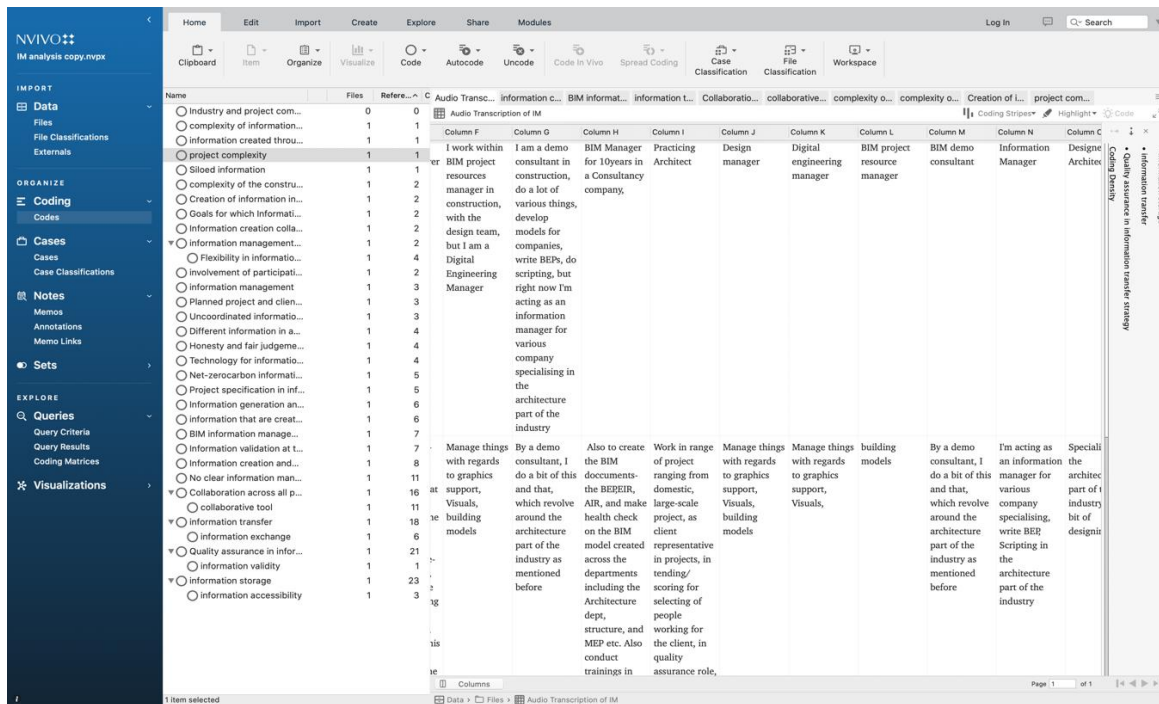 NVIVO
IM analysis copy.nvpx
IMPORT
Data
Files
File Classifications
Externals
ORGANIZE
Coding
Codes
Cases
Cases
Case Classifications
Notes
Memos
Annotations
Memo Links
Sets
EXPLORE
Queries
Query Criteria
Query Results
Coding Matrices
Visualizations
Home Edit Import Create Explore Share Modules Log In Search
Clipboard Item Organize Visualize Code Autocode Uncode Code In Vivo Spread Coding Case Classification File Classification Workspace
Name Files Refere... C
Industry and project com... 0 0
complexity of information... 1 1
information created throu... 1 1
project complexity 1 1
Siloed information 1 1
complexity of the constru... 1 2
Creation of information in... 1 2
Goals for which Informati... 1 2
Information creation colla... 1 2
information management... 1 2
Flexibility in informatio... 1 4
involvement of participati... 1 2
information management 1 3
Planned project and clien... 1 3
Uncoordinated informatio... 1 3
Different information in a... 1 4
Honesty and fair judgeme... 1 4
Technology for informatio... 1 4
Net-zerocarbon informati... 1 5
Project specification in inf... 1 5
Information generation an... 1 6
information that are creat... 1 6
BIM information manage... 1 7
Information validation at t... 1 7
Information creation and... 1 8
No clear information man... 1 11
Collaboration across all p... 1 16
collaborative tool 1 11
information transfer 1 18
information exchange 1 6
Quality assurance in infor... 1 21
information validity 1 1
information storage 1 23
information accessibility 1 3
1 item selected
Audio Transc... information c... BIM informat... information t... Collaboratio... collaborative... complexity o... complexity o... Creation of i... project com...
Audio Transcription of IM Coding Stripes Highlight Code
Column F Column G Column H Column I Column J Column K Column L Column M Column N Column
I work within
BIM project
resources
manager in
construction,
with the
design team,
but I am a
Digital
Engineering
Manager
I am a demo
consultant in
construction,
do a lot of
various things,
develop
models for
companies,
write BEPs, do
scripting, but
right now I'm
acting as an
information
manager for
various
company
specialising in
the
architecture
part of the
industry
BIM Manager
for 10years in
a Consultancy
company,
Practicing
Architect
Design
manager
Digital
engineering
manager
BIM project
resource
manager
BIM demo
consultant
Information
Manager
Designe
Architec
Manage things
with regards
to graphics
support,
Visuals,
building
models
By a demo
consultant, I
do a bit of this
and that,
which revolve
around the
architecture
part of the
industry as
mentioned
before
Also to create
the BIM
doccuments-
the BEP,EIR,
AIR, and make
health check
on the BIM
model created
across the
departments
including the
Architecture
dept,
structure, and
MEP etc. Also
conduct
trainings in
Work in range
of project
ranging from
domestic,
large-scale
project, as
client
representative
in projects, in
tending/
scoring for
selecting of
people
working for
the client, in
quality
assurance role,
Manage things
with regards
to graphics
support,
Visuals,
building
models
Manage things
with regards
to graphics
support,
Visuals,
building
models
By a demo
consultant, I
do a bit of this
and that,
which revolve
around the
architecture
part of the
industry as
mentioned
before
I'm acting as
an information
manager for
various
company
specialising,
write BEP,
Scripting in
the
architecture
part of the
industry
Speciali
the
architec
part of
industry
bit of
designin
information transfer
Quality assurance in information transfer strategy
Coding Density
Columns
Page 1 of 1
Data > Files > Audio Transcription of IM